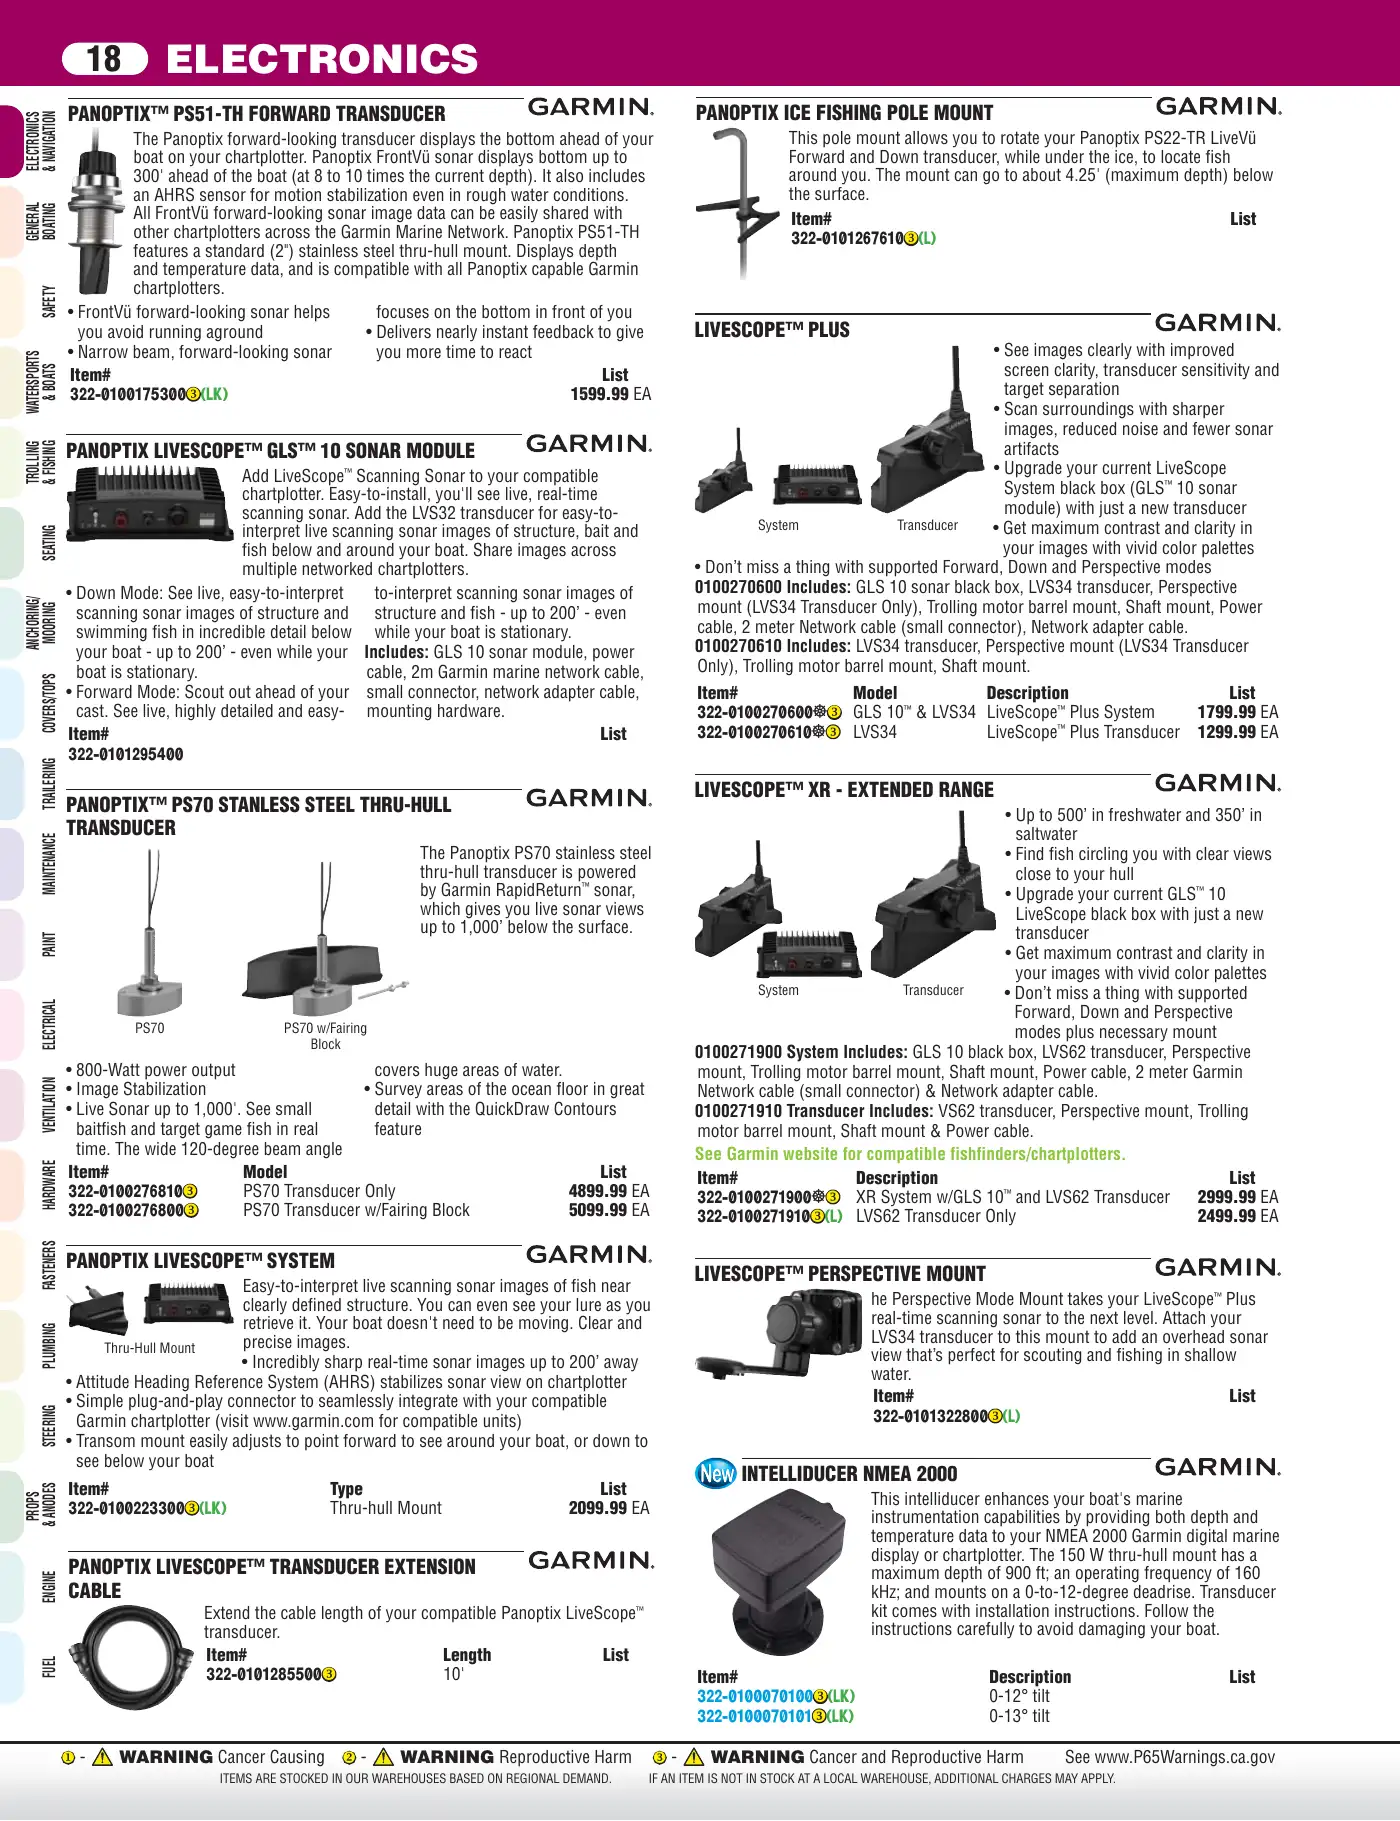 18 ELECTRONICS
ELECTRONICS
& NAVIGATION
GENERAL
BOATING
SAFETY
WATERSPORTS
& BOATS
TROLLING
& FISHING
SEATING
ANCHORING/
MOORING
COVERS/TOPS
TRAILERING
MAINTENANCE
PAINT
ELECTRICAL
VENTILATION
HARDWARE
FASTENERS
PLUMBING
STEERING
PROPS
& ANODES
ENGINE
FUEL
PANOPTIX™ PS51-TH FORWARD TRANSDUCER GARMIN.
The Panoptix forward-looking transducer displays the bottom ahead of your
boat on your chartplotter. Panoptix FrontVü sonar displays bottom up to
300' ahead of the boat (at 8 to 10 times the current depth). It also includes
an AHRS sensor for motion stabilization even in rough water conditions.
All FrontVü forward-looking sonar image data can be easily shared with
other chartplotters across the Garmin Marine Network. Panoptix PS51-TH
features a standard (2") stainless steel thru-hull mount. Displays depth
and temperature data, and is compatible with all Panoptix capable Garmin
chartplotters.
• FrontVü forward-looking sonar helps
you avoid running aground
• Narrow beam, forward-looking sonar
focuses on the bottom in front of you
• Delivers nearly instant feedback to give
you more time to react
Item# List
322-0100175300③(LK) 1599.99 EA
PANOPTIX LIVESCOPE™ GLS™ 10 SONAR MODULE GARMIN.
Add LiveScope™ Scanning Sonar to your compatible
chartplotter. Easy-to-install, you'll see live, real-time
scanning sonar. Add the LVS32 transducer for easy-to-
interpret live scanning sonar images of structure, bait and
fish below and around your boat. Share images across
multiple networked chartplotters.
• Down Mode: See live, easy-to-interpret
scanning sonar images of structure and
swimming fish in incredible detail below
your boat - up to 200’ - even while your
boat is stationary.
• Forward Mode: Scout out ahead of your
cast. See live, highly detailed and easy-
to-interpret scanning sonar images of
structure and fish - up to 200’ - even
while your boat is stationary.
Includes: GLS 10 sonar module, power
cable, 2m Garmin marine network cable,
small connector, network adapter cable,
mounting hardware.
Item# List
322-0101295400
PANOPTIX™ PS70 STANLESS STEEL THRU-HULL
TRANSDUCER GARMIN.
The Panoptix PS70 stainless steel
thru-hull transducer is powered
by Garmin RapidReturn™ sonar,
which gives you live sonar views
up to 1,000’ below the surface.
PS70
PS70 w/Fairing
Block
• 800-Watt power output
• Image Stabilization
• Live Sonar up to 1,000'. See small
baitfish and target game fish in real
time. The wide 120-degree beam angle
covers huge areas of water.
• Survey areas of the ocean floor in great
detail with the QuickDraw Contours
feature
Item# Model List
322-0100276810③ PS70 Transducer Only 4899.99 EA
322-0100276800③ PS70 Transducer w/Fairing Block 5099.99 EA
PANOPTIX LIVESCOPE™ SYSTEM GARMIN.
Easy-to-interpret live scanning sonar images of fish near
clearly defined structure. You can even see your lure as you
retrieve it. Your boat doesn't need to be moving. Clear and
precise images.
Thru-Hull Mount
• Incredibly sharp real-time sonar images up to 200’ away
• Attitude Heading Reference System (AHRS) stabilizes sonar view on chartplotter
• Simple plug-and-play connector to seamlessly integrate with your compatible
Garmin chartplotter (visit www.garmin.com for compatible units)
• Transom mount easily adjusts to point forward to see around your boat, or down to
see below your boat
Item# Type List
322-0100223300③(LK) Thru-hull Mount 2099.99 EA
PANOPTIX LIVESCOPE™ TRANSDUCER EXTENSION
CABLE GARMIN.
Extend the cable length of your compatible Panoptix LiveScope™
transducer.
Item# Length List
322-0101285500③ 10'
PANOPTIX ICE FISHING POLE MOUNT GARMIN.
This pole mount allows you to rotate your Panoptix PS22-TR LiveVü
Forward and Down transducer, while under the ice, to locate fish
around you. The mount can go to about 4.25' (maximum depth) below
the surface.
Item# List
322-0101267610③(L)
LIVESCOPE™ PLUS GARMIN.
• See images clearly with improved
screen clarity, transducer sensitivity and
target separation
• Scan surroundings with sharper
images, reduced noise and fewer sonar
artifacts
• Upgrade your current LiveScope
System black box (GLS™ 10 sonar
module) with just a new transducer
• Get maximum contrast and clarity in
your images with vivid color palettes
System Transducer
• Don’t miss a thing with supported Forward, Down and Perspective modes
0100270600 Includes: GLS 10 sonar black box, LVS34 transducer, Perspective
mount (LVS34 Transducer Only), Trolling motor barrel mount, Shaft mount, Power
cable, 2 meter Network cable (small connector), Network adapter cable.
0100270610 Includes: LVS34 transducer, Perspective mount (LVS34 Transducer
Only), Trolling motor barrel mount, Shaft mount.
Item# Model Description List
322-0100270600☸③ GLS 10™ & LVS34 LiveScope™ Plus System 1799.99 EA
322-0100270610☸③ LVS34 LiveScope™ Plus Transducer 1299.99 EA
LIVESCOPE™ XR - EXTENDED RANGE GARMIN.
• Up to 500’ in freshwater and 350’ in
saltwater
• Find fish circling you with clear views
close to your hull
• Upgrade your current GLS™ 10
LiveScope black box with just a new
transducer
• Get maximum contrast and clarity in
your images with vivid color palettes
• Don’t miss a thing with supported
Forward, Down and Perspective
modes plus necessary mount
System Transducer
0100271900 System Includes: GLS 10 black box, LVS62 transducer, Perspective
mount, Trolling motor barrel mount, Shaft mount, Power cable, 2 meter Garmin
Network cable (small connector) & Network adapter cable.
0100271910 Transducer Includes: VS62 transducer, Perspective mount, Trolling
motor barrel mount, Shaft mount & Power cable.
See Garmin website for compatible fishfinders/chartplotters.
Item# Description List
322-0100271900☸③ XR System w/GLS 10™ and LVS62 Transducer 2999.99 EA
322-0100271910③(L) LVS62 Transducer Only 2499.99 EA
LIVESCOPE™ PERSPECTIVE MOUNT GARMIN.
he Perspective Mode Mount takes your LiveScope™ Plus
real-time scanning sonar to the next level. Attach your
LVS34 transducer to this mount to add an overhead sonar
view that’s perfect for scouting and fishing in shallow
water.
Item# List
322-0101322800③(L)
New INTELLIDUCER NMEA 2000 GARMIN.
This intelliducer enhances your boat's marine
instrumentation capabilities by providing both depth and
temperature data to your NMEA 2000 Garmin digital marine
display or chartplotter. The 150 W thru-hull mount has a
maximum depth of 900 ft; an operating frequency of 160
kHz; and mounts on a 0-to-12-degree deadrise. Transducer
kit comes with installation instructions. Follow the
instructions carefully to avoid damaging your boat.
Item# Description List
322-0100070100③(LK) 0-12° tilt
322-0100070101③(LK) 0-13° tilt
① - ⚠ WARNING Cancer Causing ② - ⚠ WARNING Reproductive Harm ③ - ⚠ WARNING Cancer and Reproductive Harm See www.P65Warnings.ca.gov
ITEMS ARE STOCKED IN OUR WAREHOUSES BASED ON REGIONAL DEMAND. IF AN ITEM IS NOT IN STOCK AT A LOCAL WAREHOUSE, ADDITIONAL CHARGES MAY APPLY.